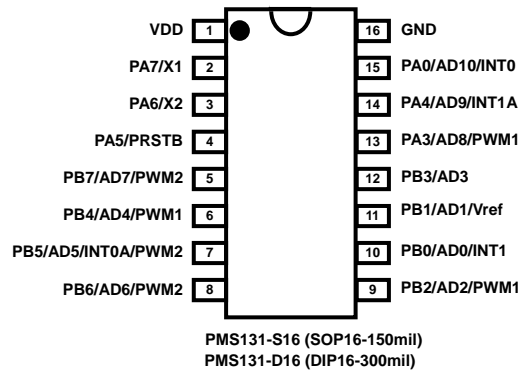 VDD 1 16 GND
PA7/X1 2 15 PA0/AD10/INT0
PA6/X2 3 14 PA4/AD9/INT1A
PA5/PRSTB 4 13 PA3/AD8/PWM1
PB7/AD7/PWM2 5 12 PB3/AD3
PB4/AD4/PWM1 6 11 PB1/AD1/Vref
PB5/AD5/INT0A/PWM2 7 10 PB0/AD0/INT1
PB6/AD6/PWM2 8 9 PB2/AD2/PWM1
PMS131-S16 (SOP16-150mil)
PMS131-D16 (DIP16-300mil)